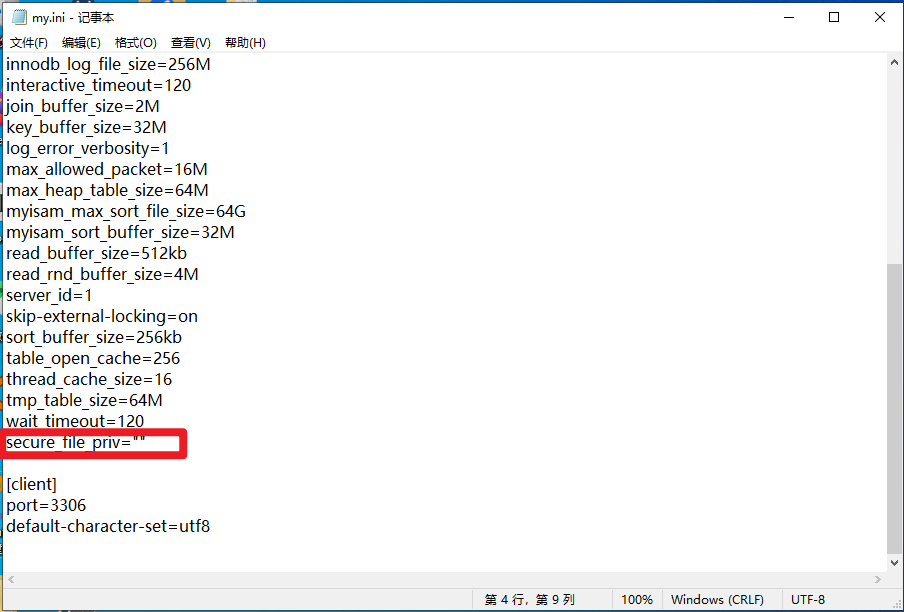 my.ini - 记事本
文件(F) 编辑(E) 格式(O) 查看(V) 帮助(H)
innodb_log_file_size=256M
interactive_timeout=120
join_buffer_size=2M
key_buffer_size=32M
log_error_verbosity=1
max_allowed_packet=16M
max_heap_table_size=64M
myisam_max_sort_file_size=64G
myisam_sort_buffer_size=32M
read_buffer_size=512kb
read_rnd_buffer_size=4M
server_id=1
skip-external-locking=on
sort_buffer_size=256kb
table_open_cache=256
thread_cache_size=16
tmp_table_size=64M
wait_timeout=120
secure_file_priv=""
[client]
port=3306
default-character-set=utf8
第 4 行，第 9 列 100% Windows (CRLF) UTF-8